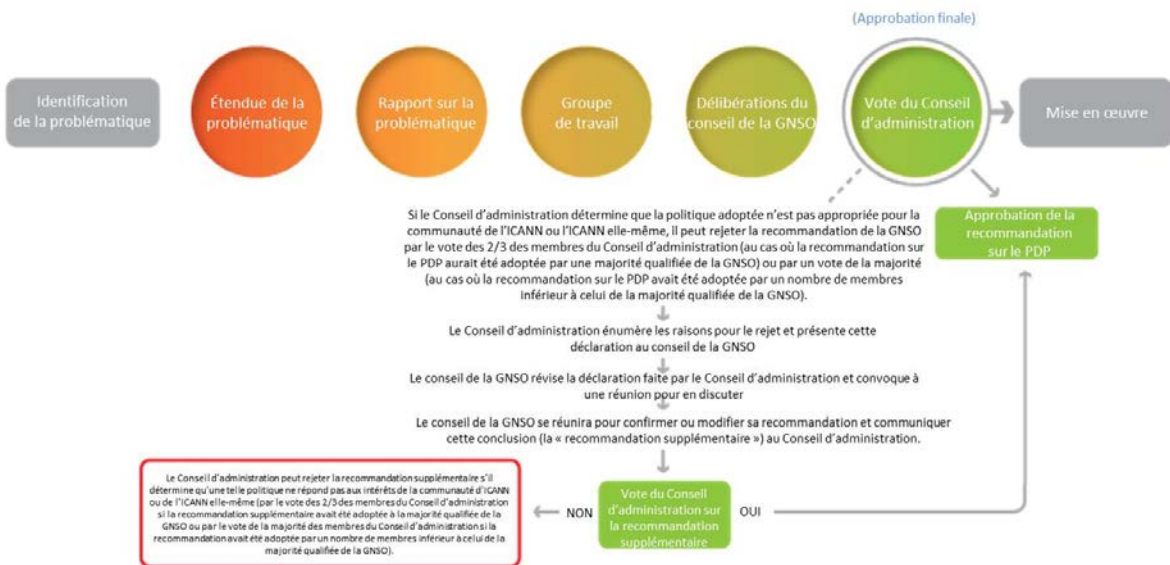 (Approbation finale)
Identification
de la problématique
Étendue de la
problématique
Rapport sur la
problématique
Groupe
de travail
Délibérations du
conseil de la GNSO
Vote du Conseil
d'administration
Mise en œuvre
Si le Conseil d'administration détermine que la politique adoptée n'est pas appropriée pour la
communauté de l'ICANN ou l'ICANN elle-même, il peut rejeter la recommandation de la GNSO
par le vote des 2/3 des membres du Conseil d'administration (au cas où la recommandation sur
le PDP aurait été adoptée par une majorité qualifiée de la GNSO) ou par un vote de la majorité
(au cas où la recommandation sur le PDP avait été adoptée par un nombre de membres
inférieur à celui de la majorité qualifiée de la GNSO).
Approbation de la
recommandation
sur le PDP
Le Conseil d'administration énumère les raisons pour le rejet et présente cette
déclaration au conseil de la GNSO
Le conseil de la GNSO révise la déclaration faite par le Conseil d'administration et convoque à
une réunion pour en discuter
Le conseil de la GNSO se réunira pour confirmer ou modifier sa recommandation et communiquer
cette conclusion (la « recommandation supplémentaire ») au Conseil d'administration.
Le Conseil d'administration peut rejeter la recommandation supplémentaire s'il
détermine qu'une telle politique ne répond pas aux intérêts de la communauté d'ICANN
ou de l'ICANN elle-même (par le vote des 2/3 des membres du Conseil d'administration
si la recommandation supplémentaire avait été adoptée à la majorité qualifiée de la
GNSO ou par le vote de la majorité des membres du Conseil d'administration si la
recommandation avait été adoptée par un nombre de membres inférieur à celui de la
majorité qualifiée de la GNSO).
NON
Vote du Conseil
d'administration sur
la recommandation
supplémentaire
OUI